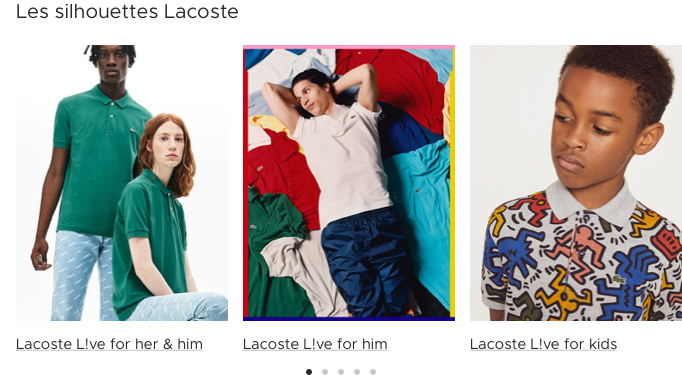 Les silhouettes Lacoste
Lacoste L!ve for her & him
Lacoste L!ve for him
Lacoste L!ve for kids